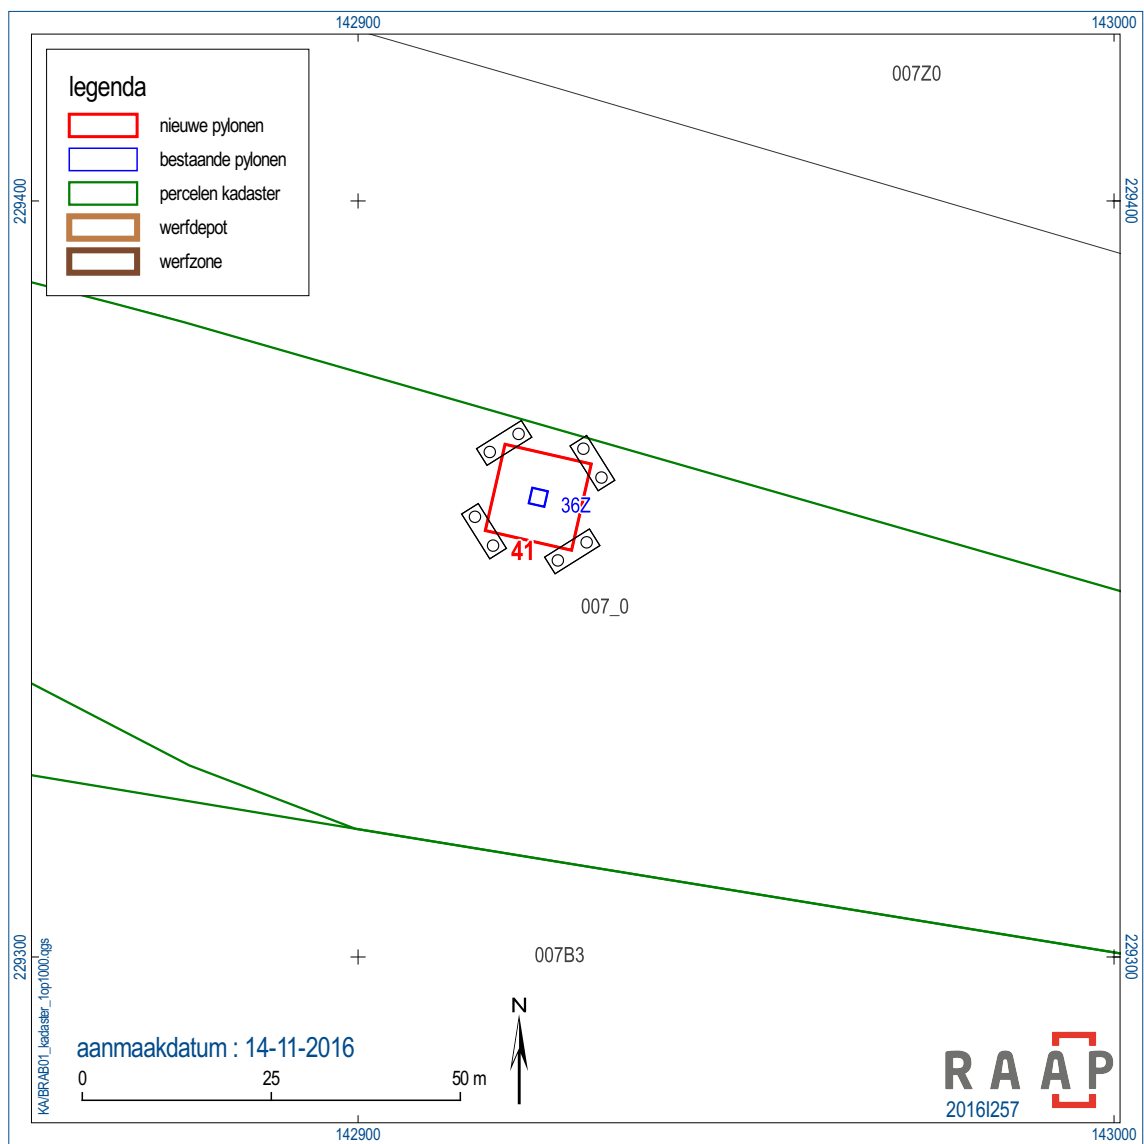 142900
143000
007Z0
legenda
nieuwe pylonen
bestaande pylonen
percelen kadaster
werfdepot
werfzone
229400
229400
36Z
41
007_0
229300
229300
007B3
KA/BRAB01_kadaster_1op1000.qgs
N
aanmaakdatum : 14-11-2016
0 25 50 m
RAAP
2016I257
142900
143000